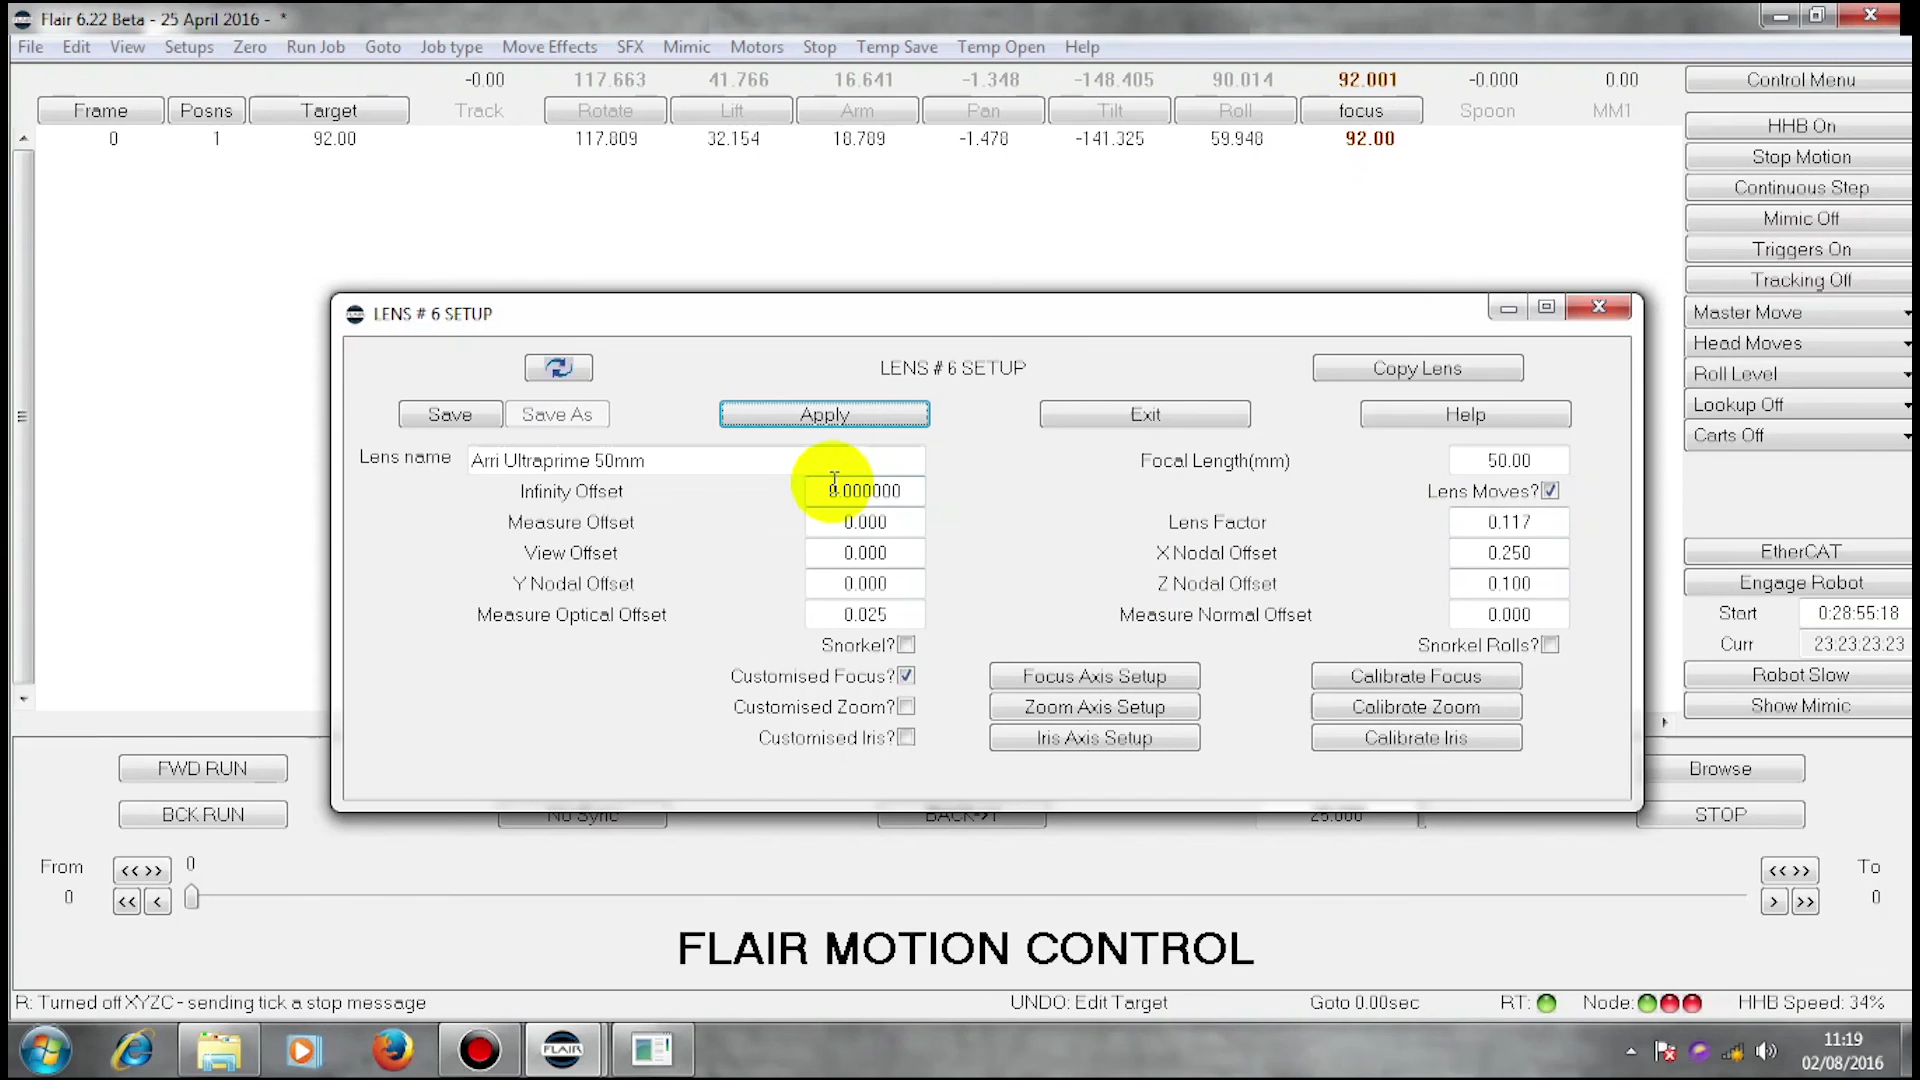 Flair 6.22 Beta - 25 April 2016 - *
File Edit View Setups Zero Run Job Goto Job type Move Effects SFX Mimic Motors Stop Temp Save Temp Open Help
-0.00 117.663 41.766 16.641 -1.348 -148.405 90.014 92.001 -0.000 0.00
Frame Posns Target Track Rotate Lift Arm Pan Tilt Roll focus Spoon MM1
0 1 92.00 117.809 32.154 18.789 -1.478 -141.325 59.948 92.00
Control Menu
HHB On
Stop Motion
Continuous Step
Mimic Off
Triggers On
Tracking Off
Master Move
Head Moves
Roll Level
Lookup Off
Carts Off
EtherCAT
Engage Robot
Start 0:28:55:18
Curr 23:23:23:23
Robot Slow
Show Mimic
LENS # 6 SETUP
LENS # 6 SETUP Copy Lens
Save Save As Apply Exit Help
Lens name Arri Ultraprime 50mm Focal Length(mm) 50.00
Infinity Offset .000000 Lens Moves?
Measure Offset 0.000 Lens Factor 0.117
View Offset 0.000 X Nodal Offset 0.250
Y Nodal Offset 0.000 Z Nodal Offset 0.100
Measure Optical Offset 0.025 Measure Normal Offset 0.000
Snorkel? Snorkel Rolls?
Customised Focus? Focus Axis Setup Calibrate Focus
Customised Zoom? Zoom Axis Setup Calibrate Zoom
Customised Iris? Iris Axis Setup Calibrate Iris
FWD RUN Browse
BCK RUN No Sync BACK->1 25.000 STOP
From << >> 0 << >> To
0 << < > >> 0
FLAIR MOTION CONTROL
R: Turned off XYZC - sending tick a stop message UNDO: Edit Target Goto 0.00sec RT: Node: HHB Speed: 34%
FLAIR
11:19
02/08/2016